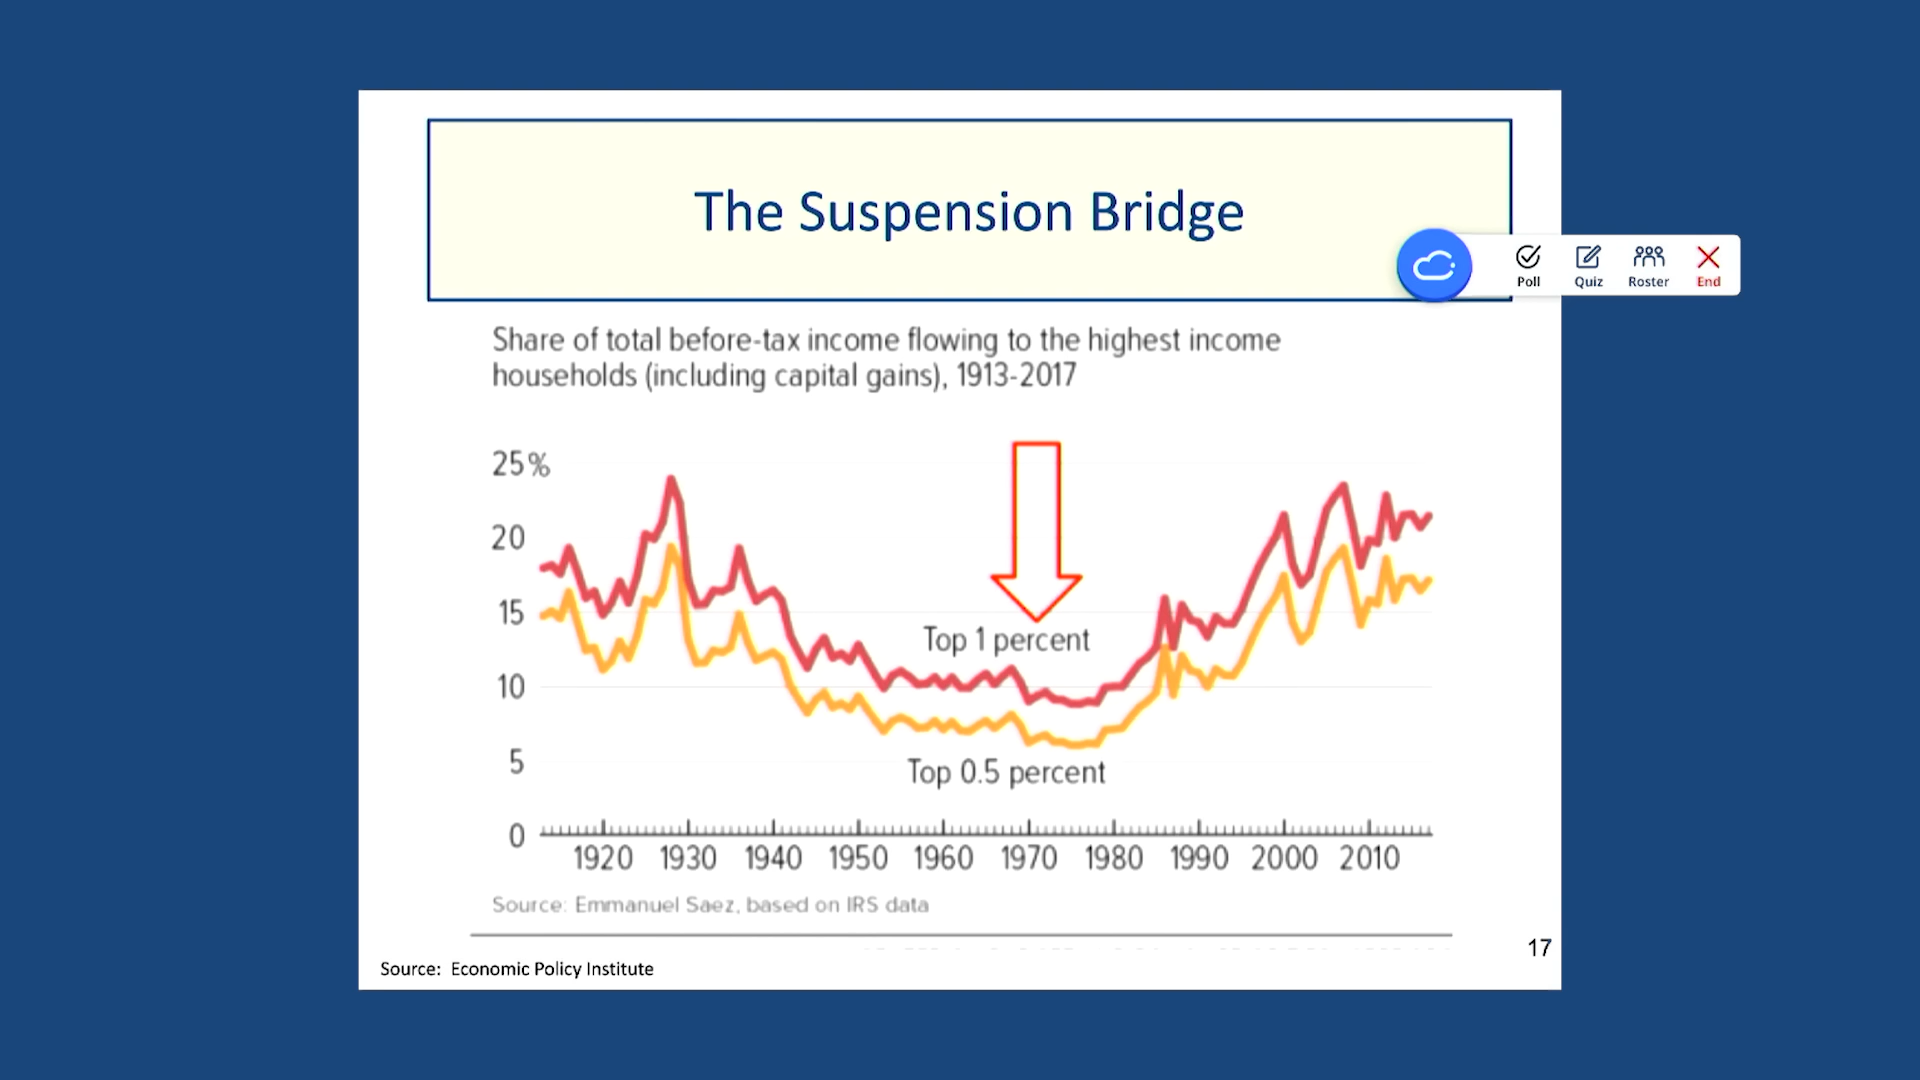 The Suspension Bridge
Poll Quiz Roster End
Share of total before-tax income flowing to the highest income
households (including capital gains), 1913-2017
25%
20
15
10
5
0
Top 1 percent
Top 0.5 percent
1920 1930 1940 1950 1960 1970 1980 1990 2000 2010
Source: Emmanuel Saez, based on IRS data
17
Source: Economic Policy Institute